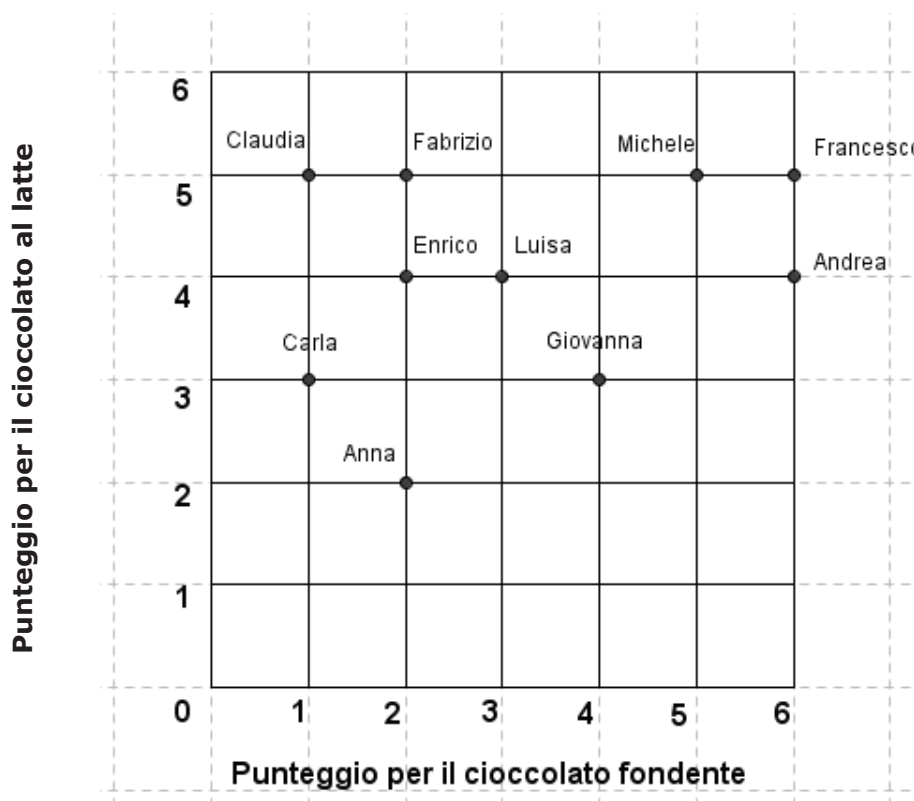 Punteggio per il cioccolato al latte
6
Claudia
Fabrizio
Michele
Francesco
5
Enrico
Luisa
Andrea
4
Carla
Giovanna
3
Anna
2
1
0
1
2
3
4
5
6
Punteggio per il cioccolato fondente